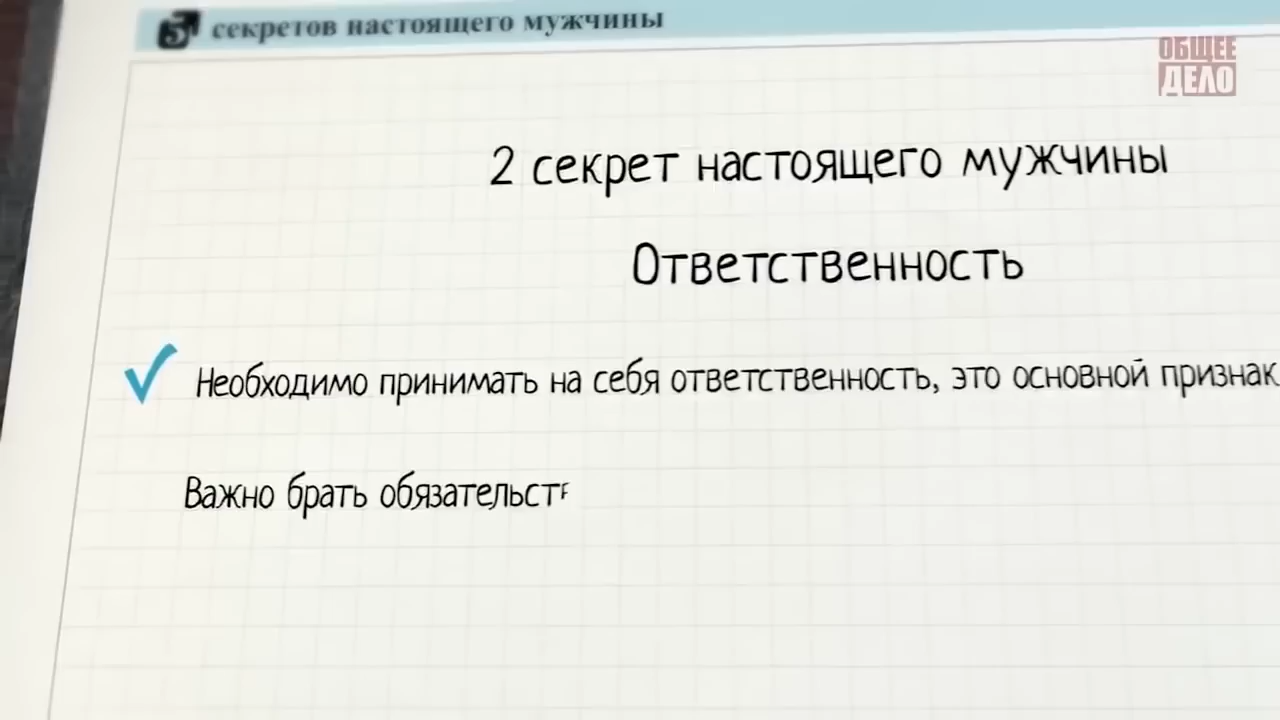 5 секретов настоящего мужчины
ОБЩЕЕ
ДЕЛО
2 секрет настоящего мужчины
Ответственность
Необходимо принимать на себя ответственность, это основной признак
Важно брать